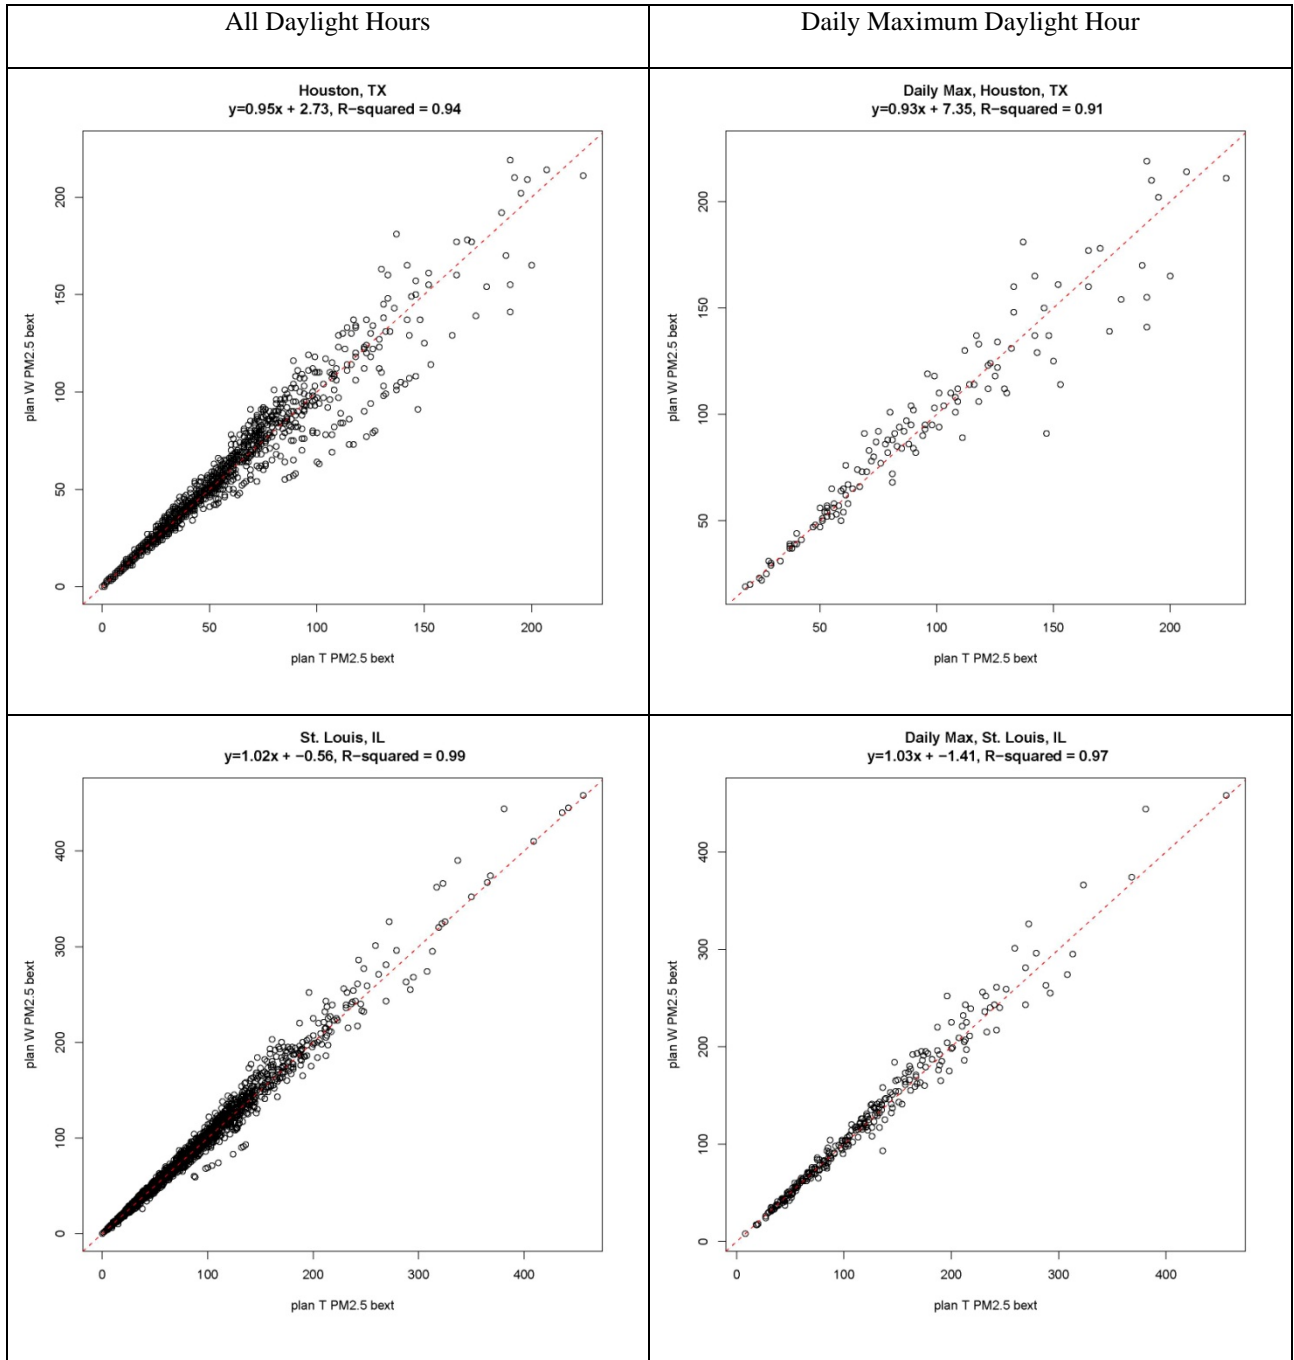 All Daylight Hours
Daily Maximum Daylight Hour
Houston, TX
y=0.95x + 2.73, R−squared = 0.94
plan W PM2.5 bext
200
150
100
50
0
0 50 100 150 200
plan T PM2.5 bext
Daily Max, Houston, TX
y=0.93x + 7.35, R−squared = 0.91
plan W PM2.5 bext
200
150
100
50
50 100 150 200
plan T PM2.5 bext
St. Louis, IL
y=1.02x + −0.56, R−squared = 0.99
plan W PM2.5 bext
400
300
200
100
0
0 100 200 300 400
plan T PM2.5 bext
Daily Max, St. Louis, IL
y=1.03x + −1.41, R−squared = 0.97
plan W PM2.5 bext
400
300
200
100
0
0 100 200 300 400
plan T PM2.5 bext